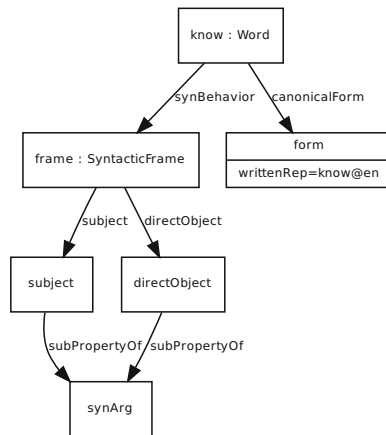 know : Word
synBehavior
canonicalForm
frame : SyntacticFrame
form
writtenRep=know@en
subject
directObject
subject
directObject
subPropertyOf
subPropertyOf
synArg